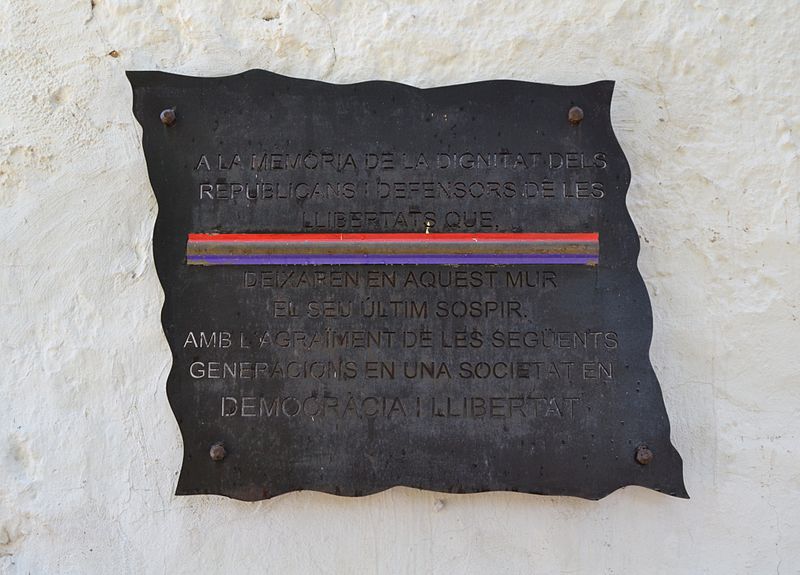 A LA MEMÒRIA DE LA DIGNITAT DELS
REPUBLICANS I DEFENSORS DE LES
LLIBERTATS QUE,
DEIXAREN EN AQUEST MUR
EL SEU ÚLTIM SOSPIR.
AMB L'AGRAÏMENT DE LES SEGÜENTS
GENERACIONS EN UNA SOCIETAT EN
DEMOCRÀCIA I LLIBERTAT